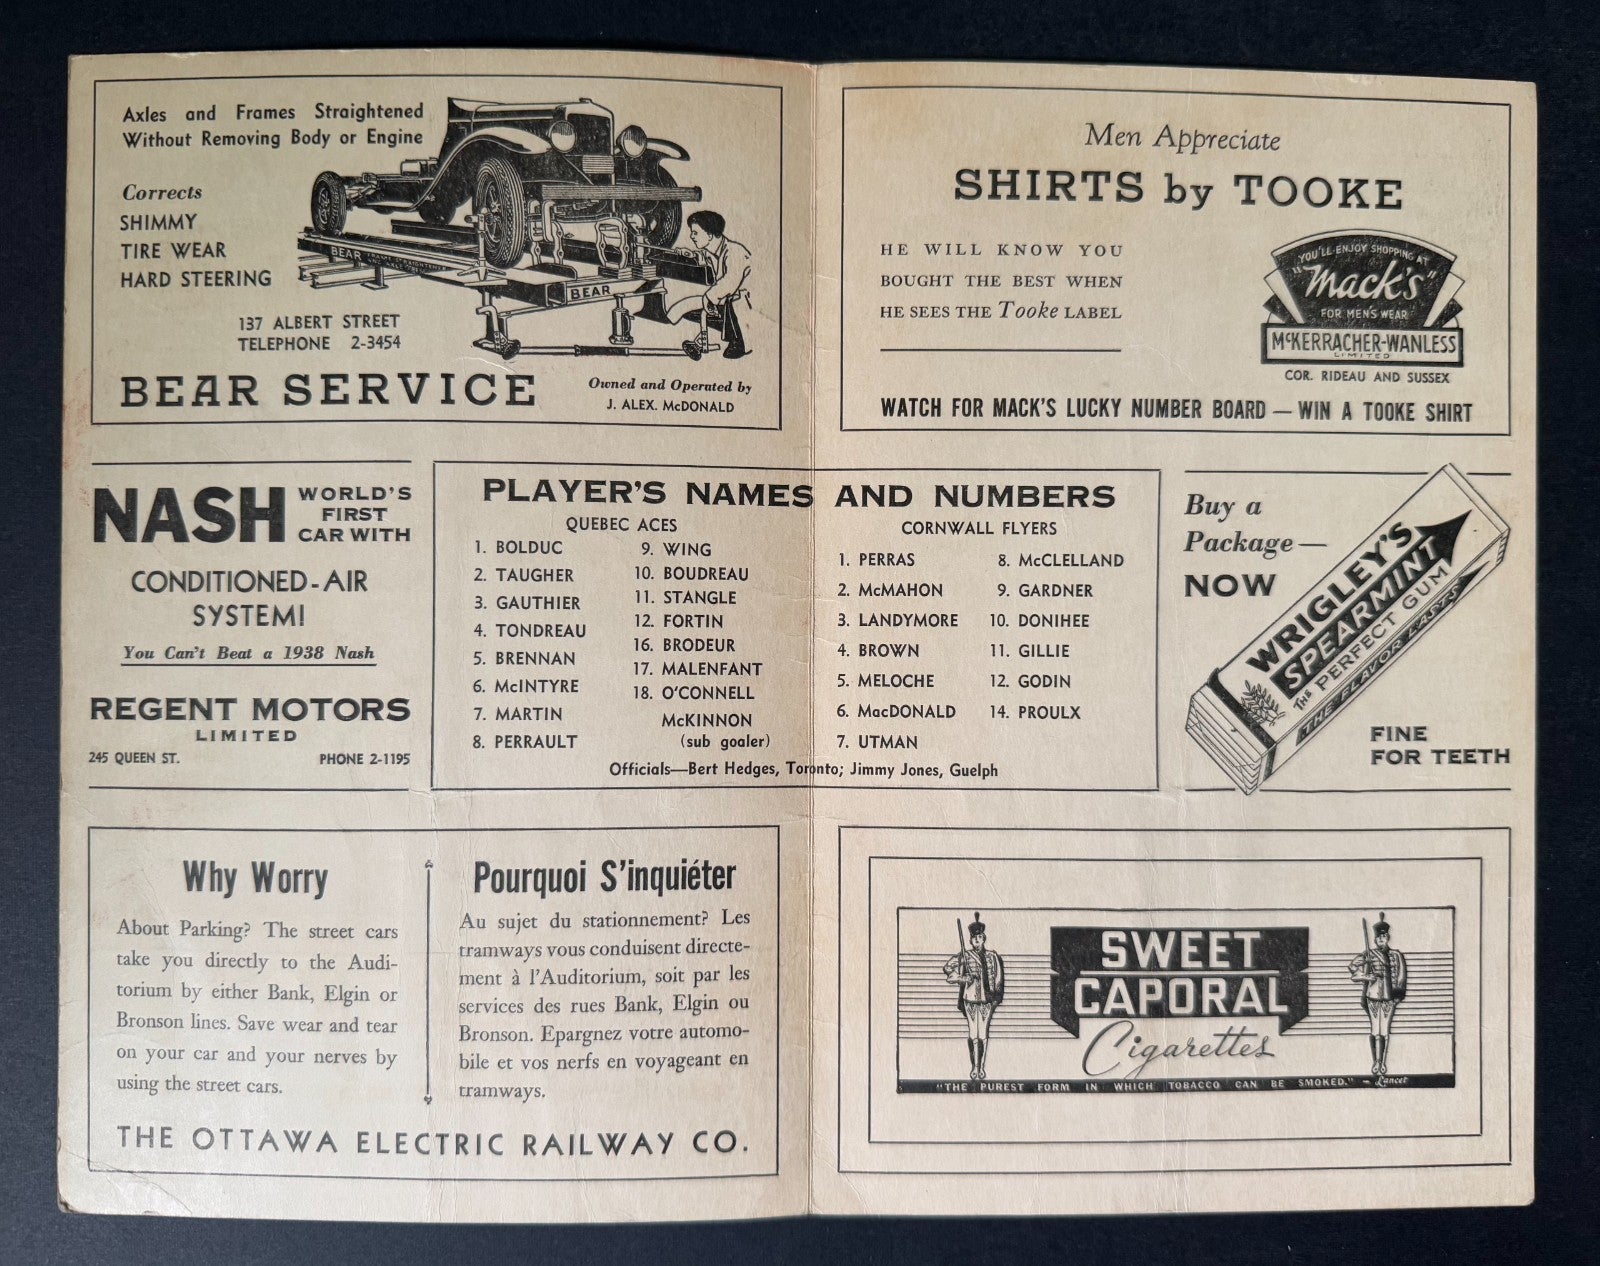 Axles and Frames Straightened
Without Removing Body or Engine
Corrects
SHIMMY
TIRE WEAR
HARD STEERING
BEAR
BEAR
137 ALBERT STREET
TELEPHONE 2-3454
BEAR SERVICE
Owned and Operated by
J. ALEX. McDONALD
Men Appreciate
SHIRTS by TOOKE
HE WILL KNOW YOU
BOUGHT THE BEST WHEN
HE SEES THE Tooke LABEL
YOU'LL ENJOY SHOPPING AT
"Mack's"
FOR MEN'S WEAR
McKERRACHER-WANLESS
LIMITED
COR. RIDEAU AND SUSSEX
WATCH FOR MACK'S LUCKY NUMBER BOARD — WIN A TOOKE SHIRT
NASH
WORLD'S
FIRST
CAR WITH
CONDITIONED-AIR
SYSTEM!
You Can't Beat a 1938 Nash
REGENT MOTORS
LIMITED
245 QUEEN ST. PHONE 2-1195
PLAYER'S NAMES AND NUMBERS
QUEBEC ACES
1. BOLDUC
2. TAUGHER
3. GAUTHIER
4. TONDREAU
5. BRENNAN
6. McINTYRE
7. MARTIN
8. PERRAULT
9. WING
10. BOUDREAU
11. STANGLE
12. FORTIN
16. BRODEUR
17. MALENFANT
18. O'CONNELL
McKINNON
(sub goaler)
CORNWALL FLYERS
1. PERRAS
2. McMAHON
3. LANDYMORE
4. BROWN
5. MELOCHE
6. MacDONALD
7. UTMAN
8. McCLELLAND
9. GARDNER
10. DONIHEE
11. GILLIE
12. GODIN
14. PROULX
Officials—Bert Hedges, Toronto; Jimmy Jones, Guelph
Buy a
Package—
NOW
WRIGLEY'S
SPEARMINT
THE PERFECT GUM
THE FLAVOR LASTS
FINE
FOR TEETH
Why Worry
About Parking? The street cars
take you directly to the Audi-
torium by either Bank, Elgin or
Bronson lines. Save wear and tear
on your car and your nerves by
using the street cars.
Pourquoi S'inquiéter
Au sujet du stationnement? Les
tramways vous conduisent directe-
ment à l'Auditorium, soit par les
services des rues Bank, Elgin ou
Bronson. Epargnez votre automo-
bile et vos nerfs en voyageant en
tramways.
THE OTTAWA ELECTRIC RAILWAY CO.
SWEET
CAPORAL
Cigarettes
"THE PUREST FORM IN WHICH TOBACCO CAN BE SMOKED." — Lancet